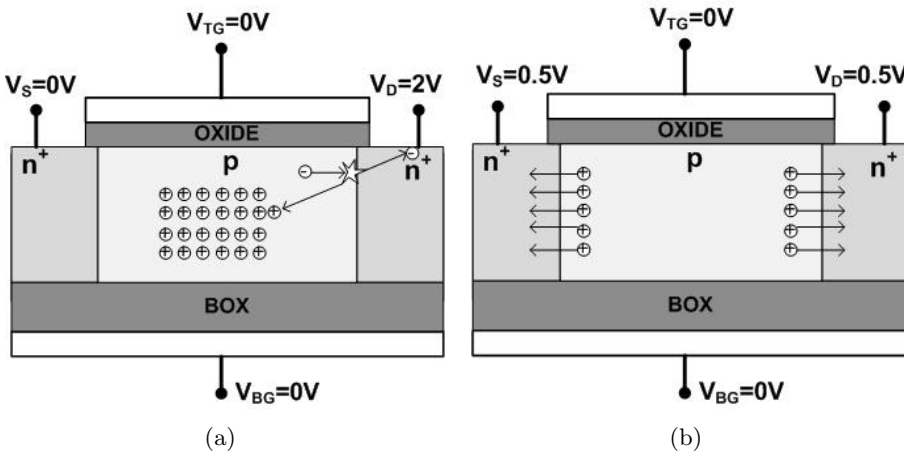 V_TG=0V
V_S=0V
V_D=2V
OXIDE
n+
p
n+
BOX
V_BG=0V
(a)
V_TG=0V
V_S=0.5V
V_D=0.5V
OXIDE
n+
p
n+
BOX
V_BG=0V
(b)